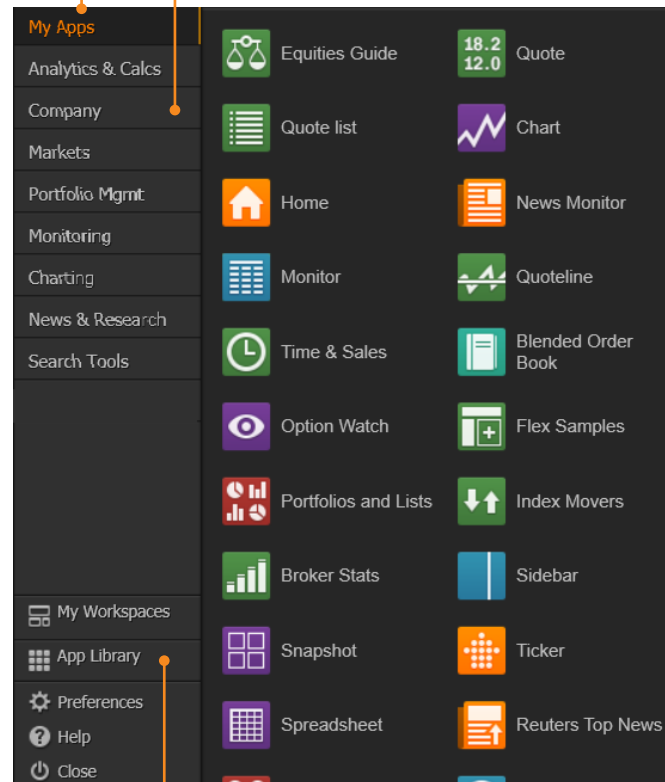 My Apps
Analytics & Calcs
Company
Markets
Portfolio Mgmt
Monitoring
Charting
News & Research
Search Tools
My Workspaces
App Library
Preferences
Help
Close
Equities Guide
18.2
12.0
Quote
Quote list
Chart
Home
News Monitor
Monitor
Quoteline
Time & Sales
Blended Order
Book
Option Watch
Flex Samples
Portfolios and Lists
Index Movers
Broker Stats
Sidebar
Snapshot
Ticker
Spreadsheet
Reuters Top News